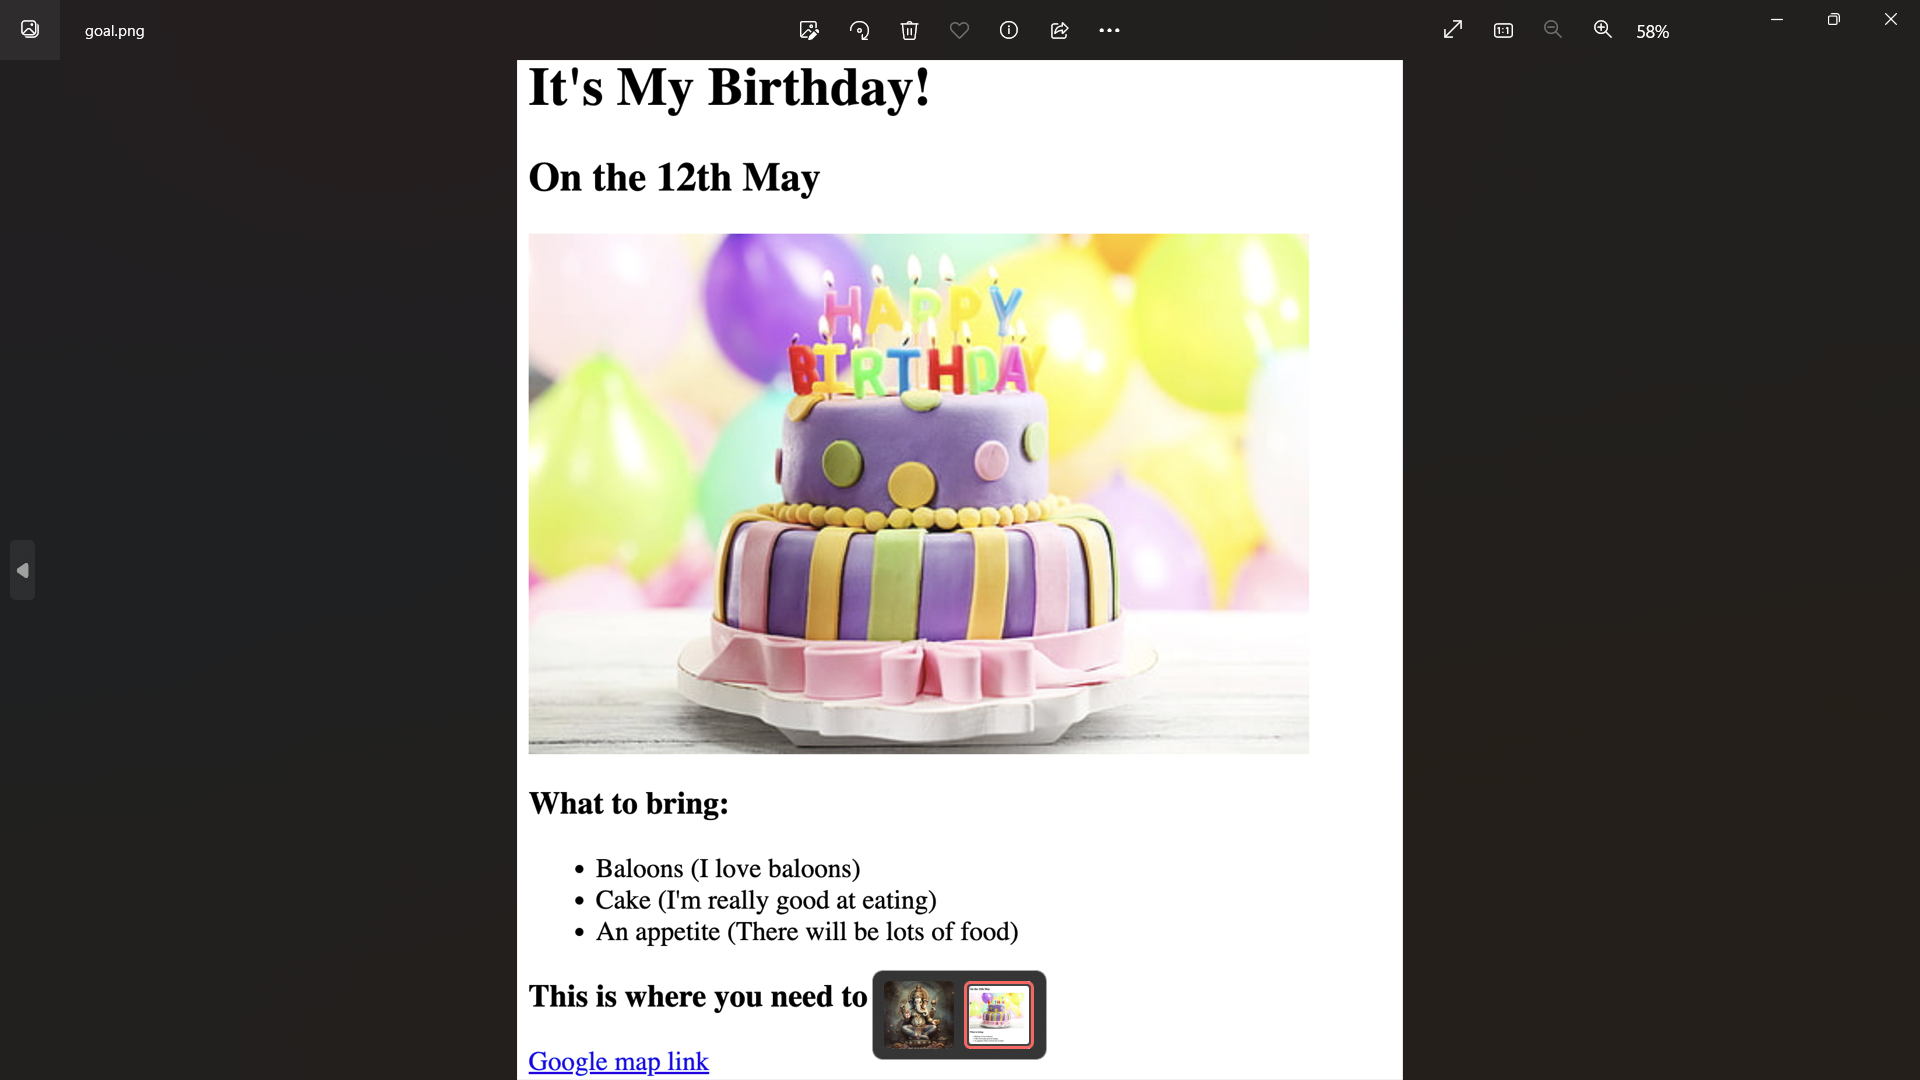 goal.png
58%
It's My Birthday!
On the 12th May
HAPPY
BIRTHDAY
What to bring:
• Baloons (I love baloons)
• Cake (I'm really good at eating)
• An appetite (There will be lots of food)
This is where you need to
Google map link